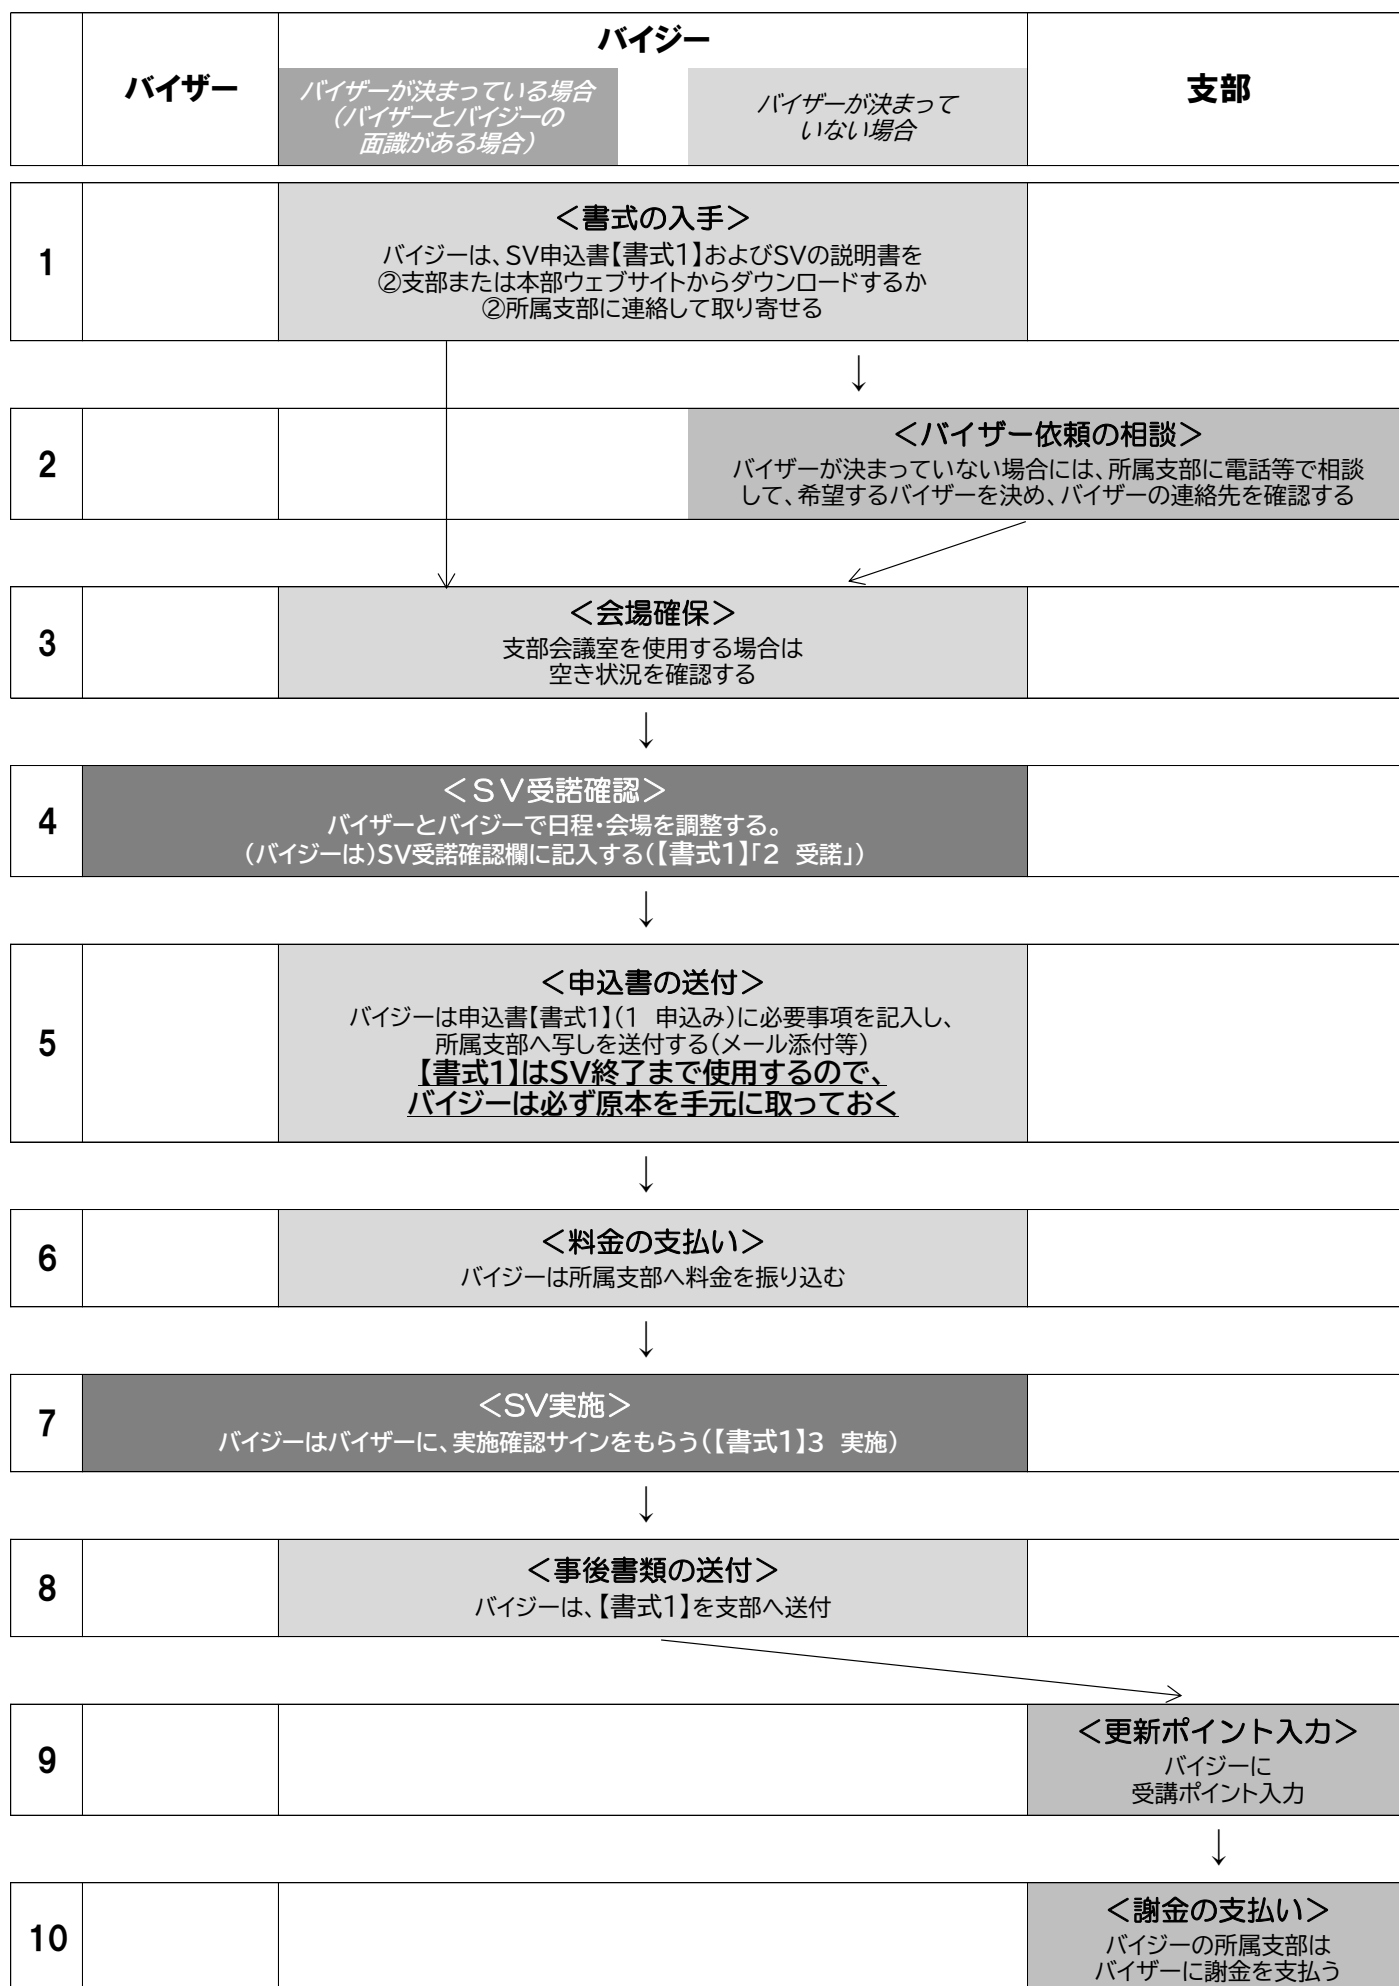 バイザー
バイジー
支部
バイザーが決まっている場合
(バイザーとバイジーの
面識がある場合)
バイザーが決まって
いない場合
1
<書式の入手>
バイジーは、SV申込書【書式1】およびSVの説明書を
②支部または本部ウェブサイトからダウンロードするか
②所属支部に連絡して取り寄せる
↓
2
<バイザー依頼の相談>
バイザーが決まっていない場合には、所属支部に電話等で相談
して、希望するバイザーを決め、バイザーの連絡先を確認する
3
<会場確保>
支部会議室を使用する場合は
空き状況を確認する
↓
4
<SV受諾確認>
バイザーとバイジーで日程・会場を調整する。
(バイジーは)SV受諾確認欄に記入する(【書式1】「2 受諾」)
↓
5
<申込書の送付>
バイジーは申込書【書式1】(1 申込み)に必要事項を記入し、
所属支部へ写しを送付する(メール添付等)
【書式1】はSV終了まで使用するので、
バイジーは必ず原本を手元に取っておく
↓
6
<料金の支払い>
バイジーは所属支部へ料金を振り込む
↓
7
<SV実施>
バイジーはバイザーに、実施確認サインをもらう(【書式1】3 実施)
↓
8
<事後書類の送付>
バイジーは、【書式1】を支部へ送付
9
<更新ポイント入力>
バイジーに
受講ポイント入力
↓
10
<謝金の支払い>
バイジーの所属支部は
バイザーに謝金を支払う